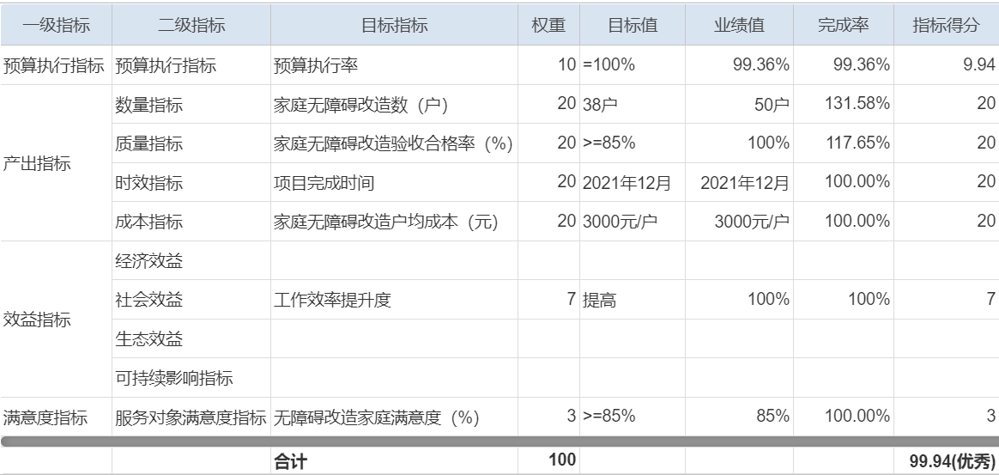 一级指标 二级指标 目标指标 权重 目标值 业绩值 完成率 指标得分
预算执行指标 预算执行指标 预算执行率 10 =100% 99.36% 99.36% 9.94
产出指标 数量指标 家庭无障碍改造数（户） 20 38户 50户 131.58% 20
质量指标 家庭无障碍改造验收合格率（%） 20 >=85% 100% 117.65% 20
时效指标 项目完成时间 20 2021年12月 2021年12月 100.00% 20
成本指标 家庭无障碍改造户均成本（元） 20 3000元/户 3000元/户 100.00% 20
效益指标 经济效益
社会效益 工作效率提升度 7 提高 100% 100% 7
生态效益
可持续影响指标
满意度指标 服务对象满意度指标 无障碍改造家庭满意度（%） 3 >=85% 85% 100.00% 3
合计 100 99.94(优秀)